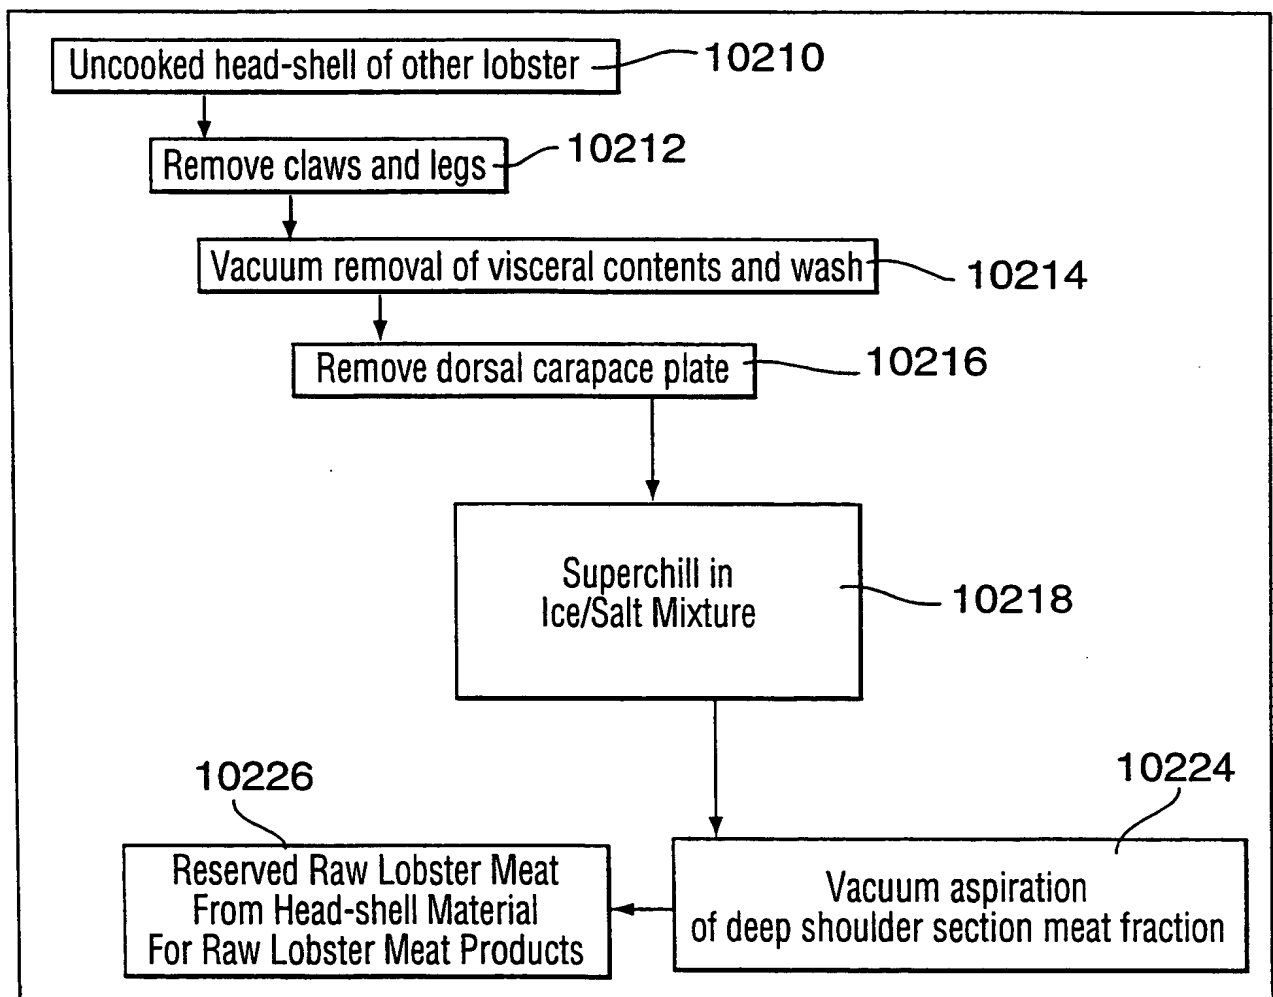 Uncooked head-shell of other lobster
10210
Remove claws and legs
10212
Vacuum removal of visceral contents and wash
10214
Remove dorsal carapace plate
10216
Superchill in
Ice/Salt Mixture
10218
10226
10224
Reserved Raw Lobster Meat
From Head-shell Material
For Raw Lobster Meat Products
Vacuum aspiration
of deep shoulder section meat fraction